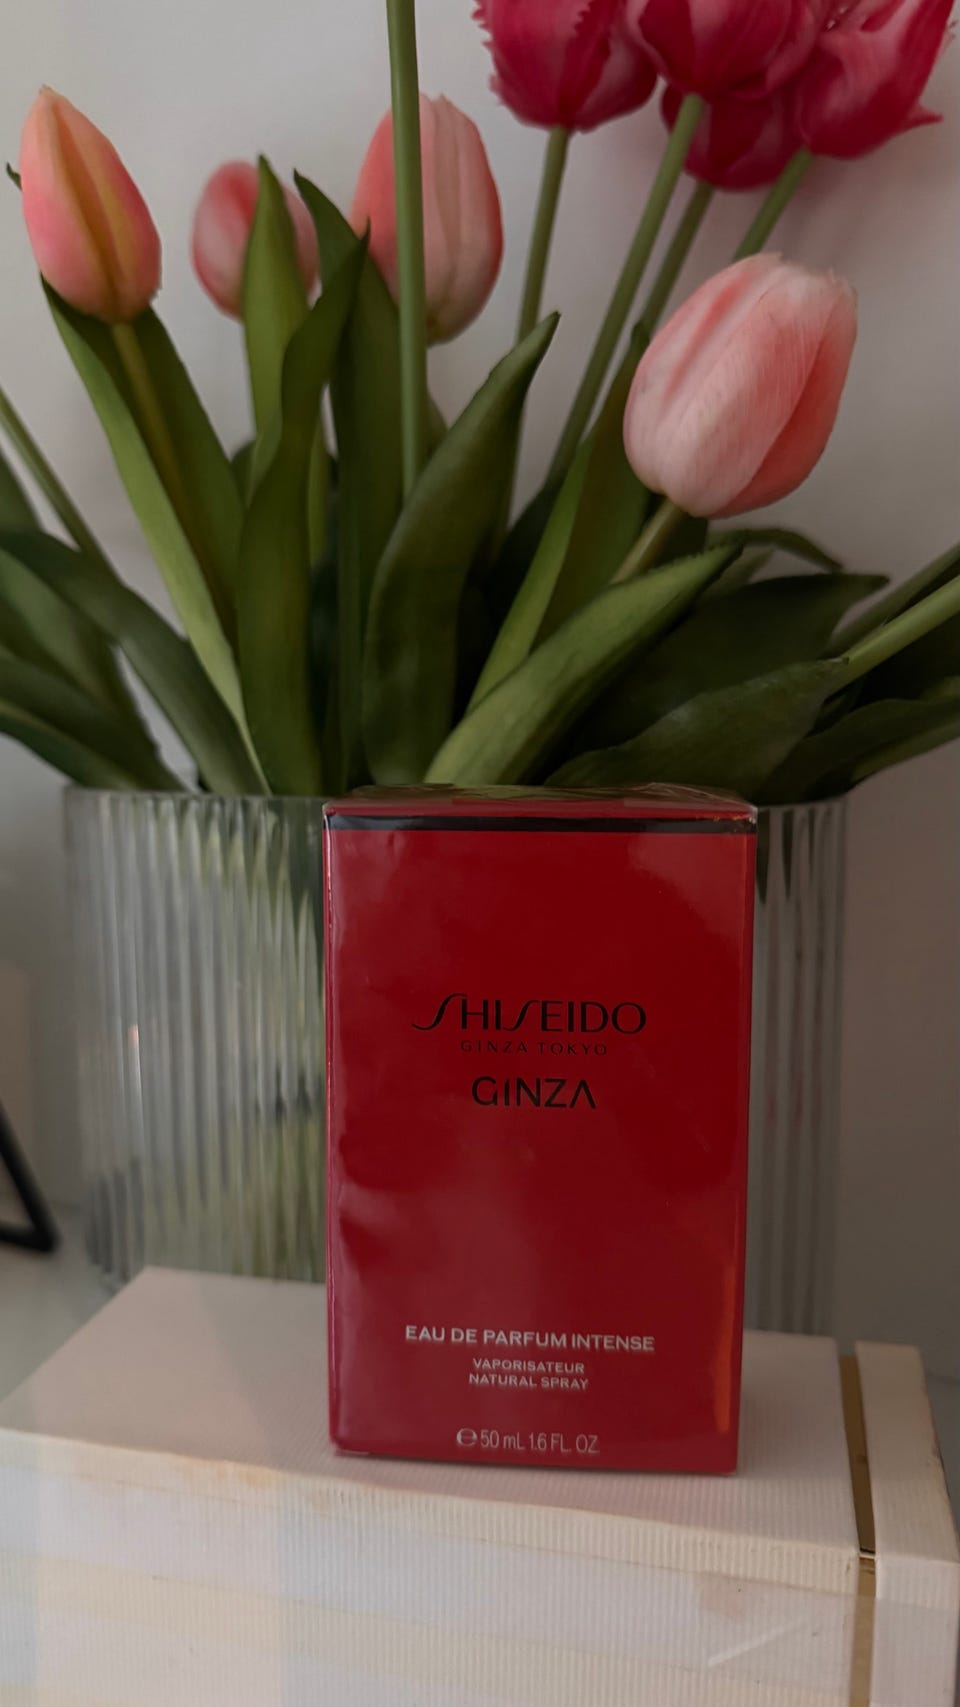 SHISEIDO
GINZA TOKYO
GINZA
EAU DE PARFUM INTENSE
VAPORISATEUR
NATURAL SPRAY
℮ 50 mL 1.6 FL. OZ